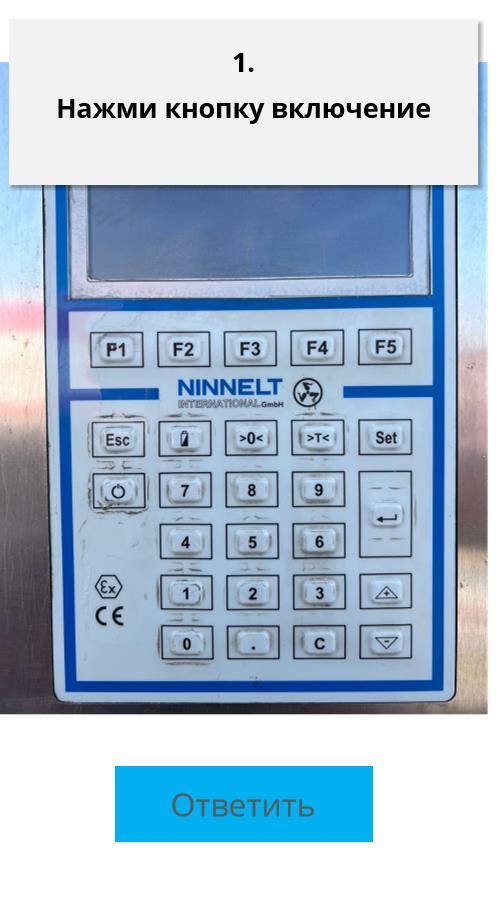 1.
Нажми кнопку включение
F1 F2 F3 F4 F5
NINNELT
INTERNATIONAL GmbH
Esc >0< >T< Set
7 8 9
4 5 6
Ex 1 2 3 +
CE
0 . C -
Ответить